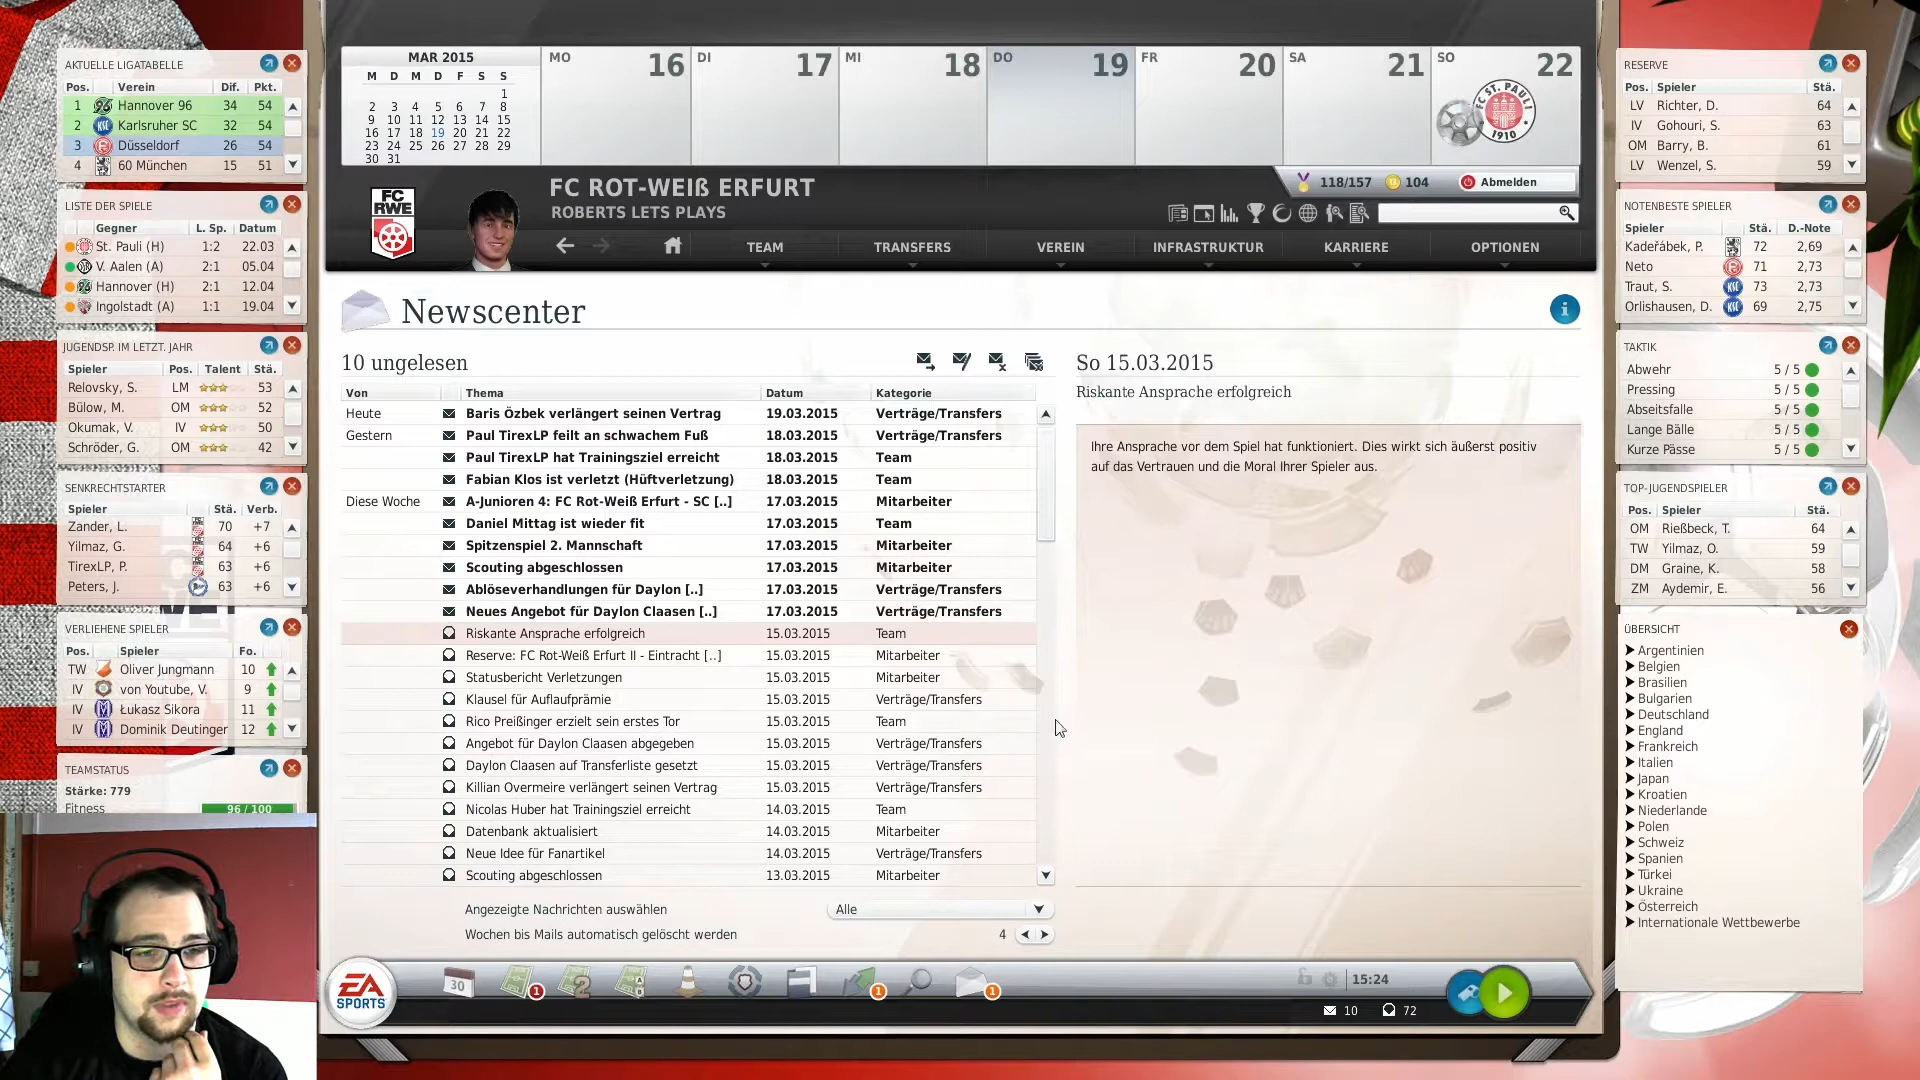 AKTUELLE LIGATABELLE
Pos. Verein Dif. Pkt.
1 Hannover 96 34 54
2 Karlsruher SC 32 54
3 Düsseldorf 26 54
4 60 München 15 51
LISTE DER SPIELE
Gegner L. Sp. Datum
St. Pauli (H) 1:2 22.03
V. Aalen (A) 2:1 05.04
Hannover (H) 2:1 12.04
Ingolstadt (A) 1:1 19.04
JUGENDSP. IM LETZT. JAHR
Spieler Pos. Talent Stä.
Relovsky, S. LM 53
Bülow, M. OM 52
Okumak, V. IV 50
Schröder, G. OM 42
SENKRECHTSTARTER
Spieler Stä. Verb.
Zander, L. 70 +7
Yilmaz, G. 64 +6
TirexLP, P. 63 +6
Peters, J. 63 +6
VERLIEHENE SPIELER
Pos. Spieler Fo.
TW Oliver Jungmann 10
IV von Youtube, V. 9
IV Łukasz Sikora 11
IV Dominik Deutinger 12
TEAMSTATUS
Stärke: 779
Fitness 96 / 100
MAR 2015
M D M D F S S
1
2 3 4 5 6 7 8
9 10 11 12 13 14 15
16 17 18 19 20 21 22
23 24 25 26 27 28 29
30 31
MO 16 DI 17 MI 18 DO 19 FR 20 SA 21 SO 22
FC ST. PAULI
1910
FC
RWE
FC ROT-WEIß ERFURT
ROBERTS LETS PLAYS
118/157 104 Abmelden
TEAM TRANSFERS VEREIN INFRASTRUKTUR KARRIERE OPTIONEN
Newscenter
i
10 ungelesen
Von Thema Datum Kategorie
Heute Baris Özbek verlängert seinen Vertrag 19.03.2015 Verträge/Transfers
Gestern Paul TirexLP feilt an schwachem Fuß 18.03.2015 Verträge/Transfers
Paul TirexLP hat Trainingsziel erreicht 18.03.2015 Team
Fabian Klos ist verletzt (Hüftverletzung) 18.03.2015 Team
Diese Woche A-Junioren 4: FC Rot-Weiß Erfurt - SC [..] 17.03.2015 Mitarbeiter
Daniel Mittag ist wieder fit 17.03.2015 Team
Spitzenspiel 2. Mannschaft 17.03.2015 Mitarbeiter
Scouting abgeschlossen 17.03.2015 Mitarbeiter
Ablöseverhandlungen für Daylon [..] 17.03.2015 Verträge/Transfers
Neues Angebot für Daylon Claasen [..] 17.03.2015 Verträge/Transfers
Riskante Ansprache erfolgreich 15.03.2015 Team
Reserve: FC Rot-Weiß Erfurt II - Eintracht [..] 15.03.2015 Mitarbeiter
Statusbericht Verletzungen 15.03.2015 Mitarbeiter
Klausel für Auflaufprämie 15.03.2015 Verträge/Transfers
Rico Preißinger erzielt sein erstes Tor 15.03.2015 Team
Angebot für Daylon Claasen abgegeben 15.03.2015 Verträge/Transfers
Daylon Claasen auf Transferliste gesetzt 15.03.2015 Verträge/Transfers
Killian Overmeire verlängert seinen Vertrag 15.03.2015 Verträge/Transfers
Nicolas Huber hat Trainingsziel erreicht 14.03.2015 Team
Datenbank aktualisiert 14.03.2015 Mitarbeiter
Neue Idee für Fanartikel 14.03.2015 Verträge/Transfers
Scouting abgeschlossen 13.03.2015 Mitarbeiter
Angezeigte Nachrichten auswählen Alle
Wochen bis Mails automatisch gelöscht werden 4
So 15.03.2015
Riskante Ansprache erfolgreich
Ihre Ansprache vor dem Spiel hat funktioniert. Dies wirkt sich äußerst positiv
auf das Vertrauen und die Moral Ihrer Spieler aus.
EA
SPORTS
30 1 2 1 1
15:24
10 72
RESERVE
Pos. Spieler Stä.
LV Richter, D. 64
IV Gohouri, S. 63
OM Barry, B. 61
LV Wenzel, S. 59
NOTENBESTE SPIELER
Spieler Stä. D.-Note
Kadeřábek, P. 72 2,69
Neto 71 2,73
Traut, S. 73 2,73
Orlishausen, D. 69 2,75
TAKTIK
Abwehr 5 / 5
Pressing 5 / 5
Abseitsfalle 5 / 5
Lange Bälle 5 / 5
Kurze Pässe 5 / 5
TOP-JUGENDSPIELER
Pos. Spieler Stä.
OM Rießbeck, T. 64
TW Yilmaz, O. 59
DM Graine, K. 58
ZM Aydemir, E. 56
ÜBERSICHT
Argentinien
Belgien
Brasilien
Bulgarien
Deutschland
England
Frankreich
Italien
Japan
Kroatien
Niederlande
Polen
Schweiz
Spanien
Türkei
Ukraine
Österreich
Internationale Wettbewerbe